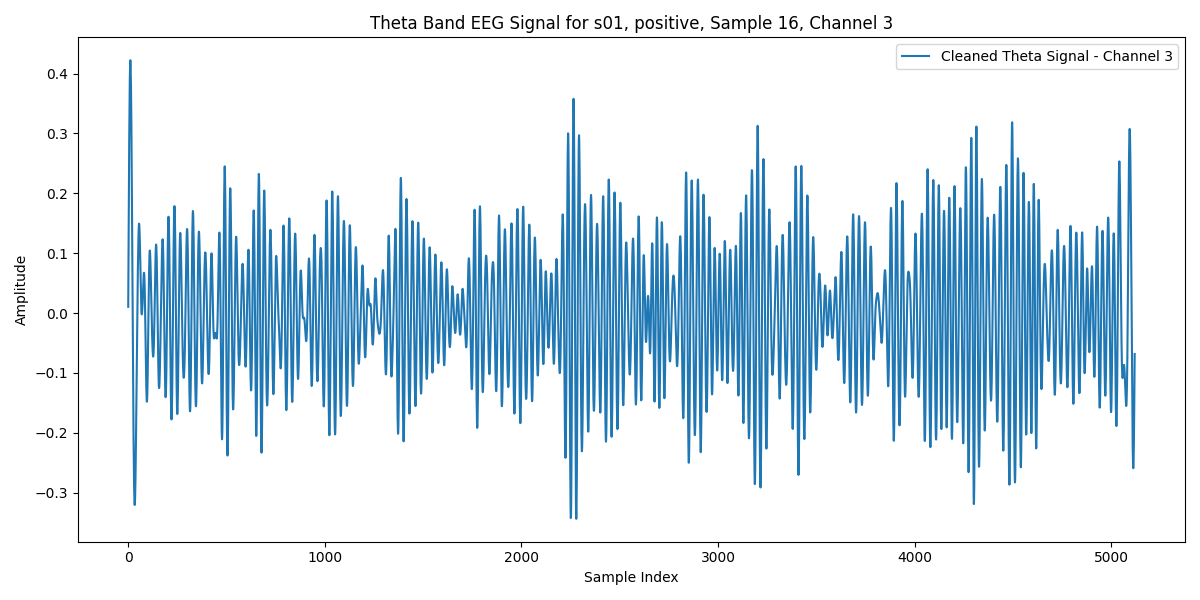 Theta Band EEG Signal for s01, positive, Sample 16, Channel 3
Cleaned Theta Signal - Channel 3
Amplitude
0.4
0.3
0.2
0.1
0.0
−0.1
−0.2
−0.3
0 1000 2000 3000 4000 5000
Sample Index